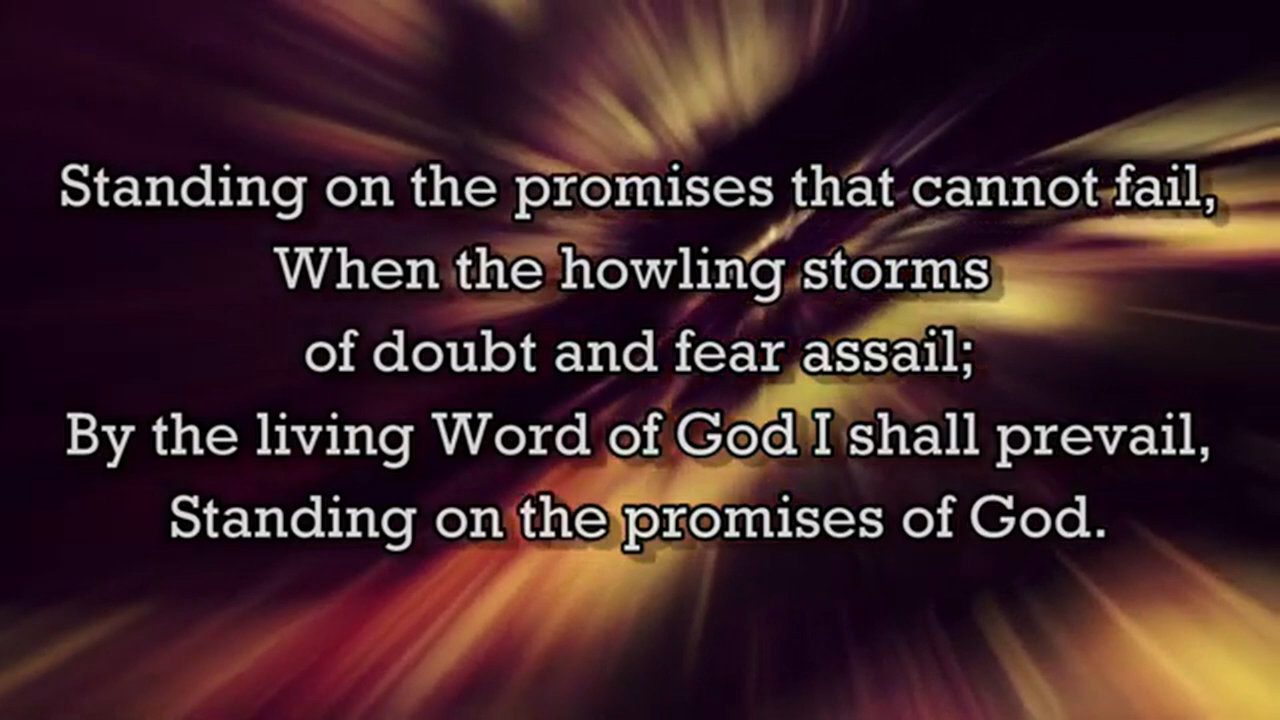 Standing on the promises that cannot fail,
When the howling storms
of doubt and fear assail;
By the living Word of God I shall prevail,
Standing on the promises of God.